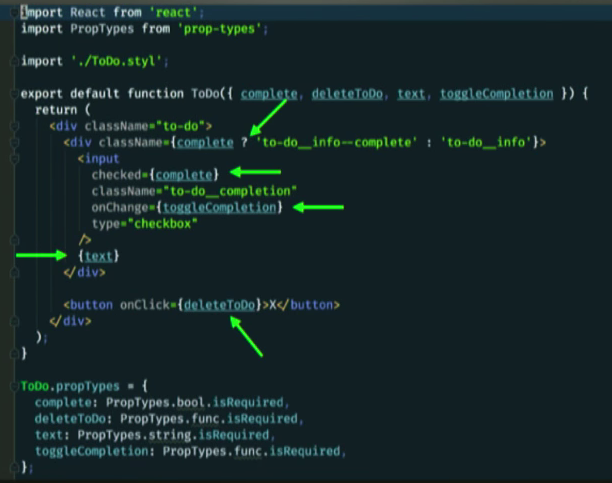 import React from 'react';
import PropTypes from 'prop-types';
import './ToDo.styl';
export default function ToDo({ complete, deleteToDo, text, toggleCompletion }) {
return (
<div className="to-do">
<div className={complete ? 'to-do__info--complete' : 'to-do__info'}>
<input
checked={complete}
className="to-do__completion"
onChange={toggleCompletion}
type="checkbox"
/>
{text}
</div>
<button onClick={deleteToDo}>X</button>
</div>
);
}
ToDo.propTypes = {
complete: PropTypes.bool.isRequired,
deleteToDo: PropTypes.func.isRequired,
text: PropTypes.string.isRequired,
toggleCompletion: PropTypes.func.isRequired,
};